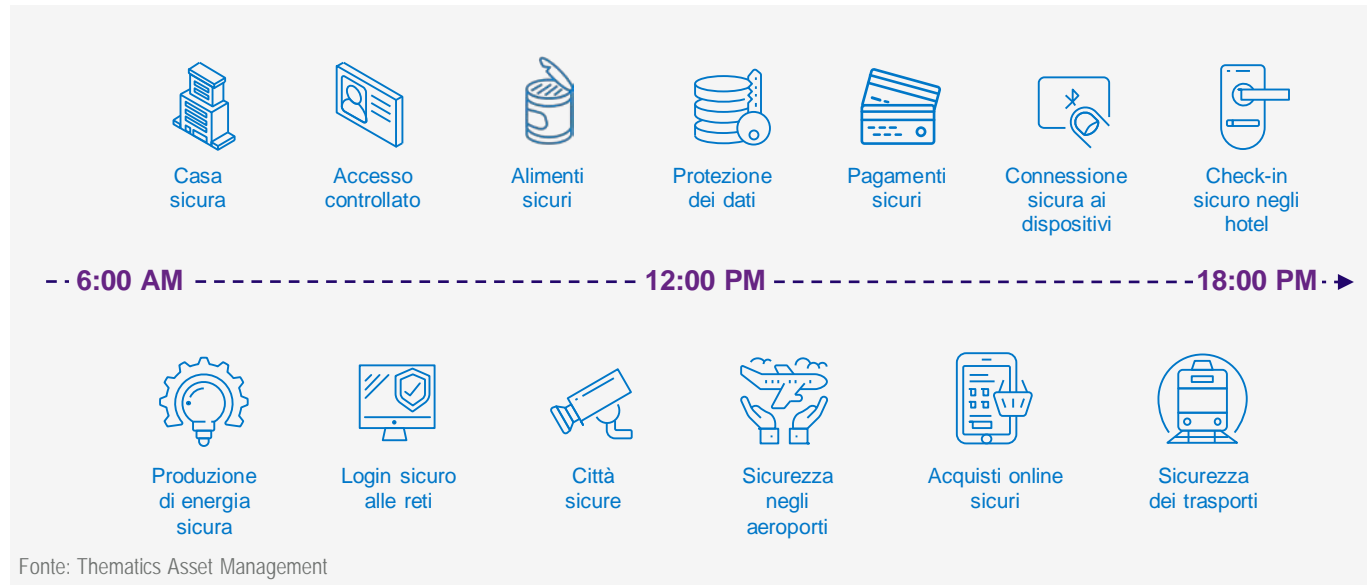 Casa
sicura
Accesso
controllato
Alimenti
sicuri
Protezione
dei dati
Pagamenti
sicuri
Connessione
sicura ai
dispositivi
Check-in
sicuro negli
hotel
6:00 AM
12:00 PM
18:00 PM
Produzione
di energia
sicura
Login sicuro
alle reti
Città
sicure
Sicurezza
negli
aeroporti
Acquisti online
sicuri
Sicurezza
dei trasporti
Fonte: Thematics Asset Management